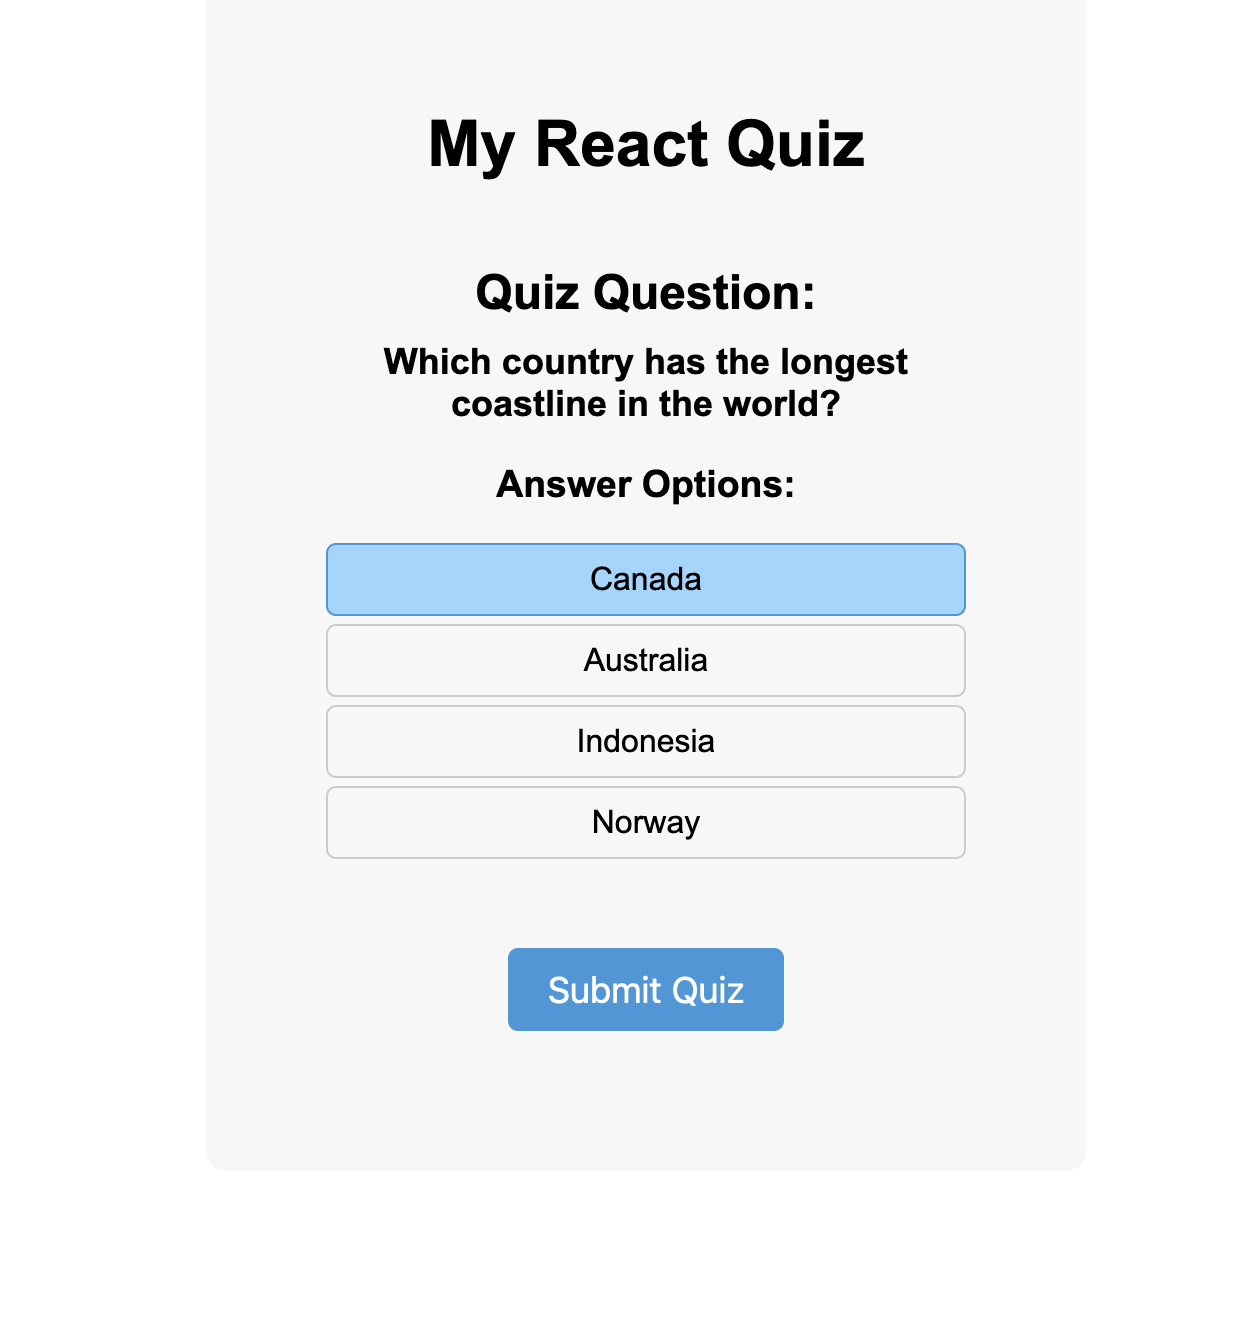 My React Quiz
Quiz Question:
Which country has the longest
coastline in the world?
Answer Options:
Canada
Australia
Indonesia
Norway
Submit Quiz